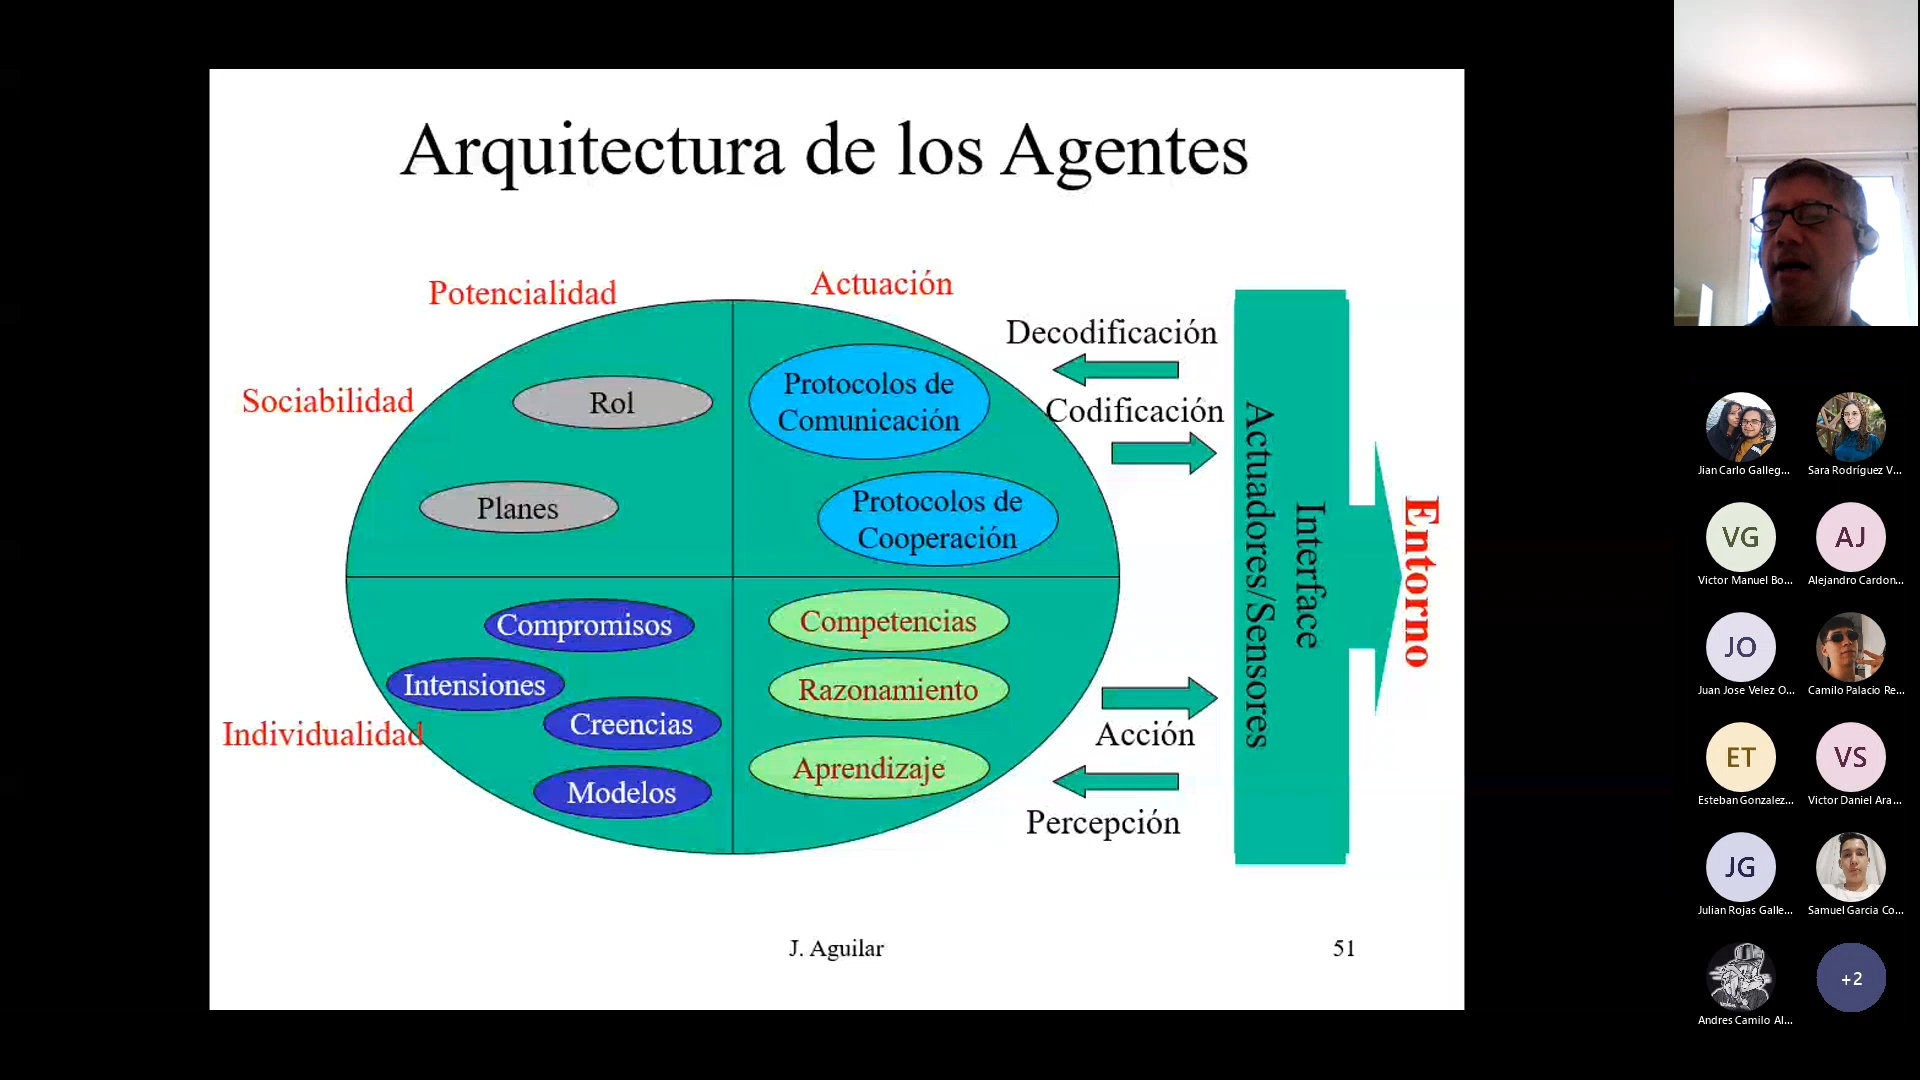 Arquitectura de los Agentes
Potencialidad
Actuación
Sociabilidad
Individualidad
Rol
Planes
Protocolos de
Comunicación
Protocolos de
Cooperación
Compromisos
Intensiones
Creencias
Modelos
Competencias
Razonamiento
Aprendizaje
Decodificación
Codificación
Acción
Percepción
Interface
Actuadores/Sensores
Entorno
J. Aguilar
51
Jian Carlo Galleg...
Sara Rodríguez V...
VG
Victor Manuel Bo...
AJ
Alejandro Cardon...
JO
Juan Jose Velez O...
Camilo Palacio Re...
ET
Esteban Gonzalez...
VS
Victor Daniel Ara...
JG
Julian Rojas Galle...
Samuel Garcia Co...
Andres Camilo Al...
+2